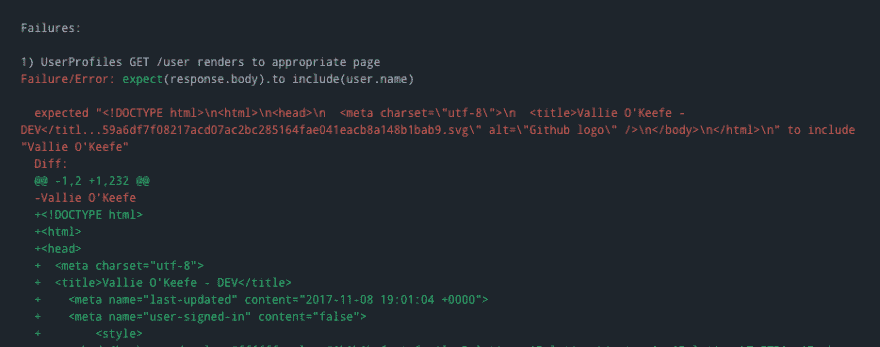 Failures:
1) UserProfiles GET /user renders to appropriate page
Failure/Error: expect(response.body).to include(user.name)
expected "<!DOCTYPE html>\n<html>\n<head>\n  <meta charset=\"utf-8\">\n  <title>Vallie O'Keefe -
DEV</titl...59a6df7f08217acd07ac2bc285164fae041eacb8a148b1bab9.svg\" alt=\"Github logo\" />\n</body>\n</html>\n" to include
"Vallie O'Keefe"
Diff:
@@ -1,2 +1,232 @@
-Vallie O'Keefe
+<!DOCTYPE html>
+<html>
+<head>
+  <meta charset="utf-8">
+  <title>Vallie O'Keefe - DEV</title>
+    <meta name="last-updated" content="2017-11-08 19:01:04 +0000">
+    <meta name="user-signed-in" content="false">
+        <style>